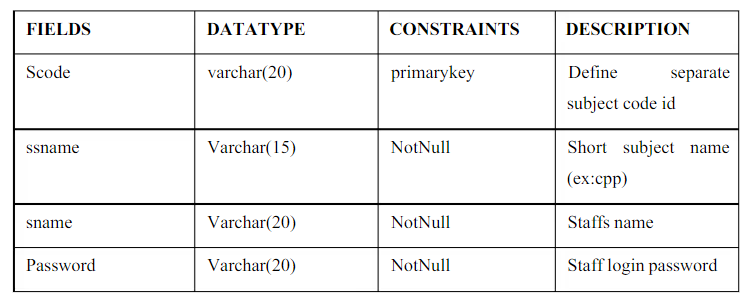 FIELDS DATATYPE CONSTRAINTS DESCRIPTION
Scode varchar(20) primarykey Define separate
subject code id
ssname Varchar(15) NotNull Short subject name
(ex:cpp)
sname Varchar(20) NotNull Staffs name
Password Varchar(20) NotNull Staff login password